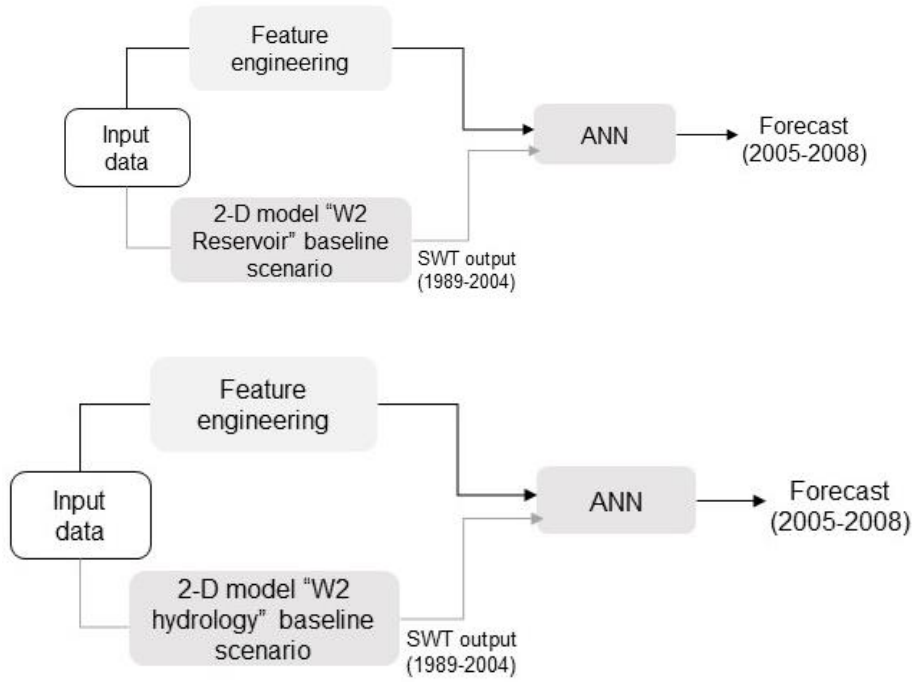 Feature
engineering
Input
data
ANN
Forecast
(2005-2008)
2-D model “W2
Reservoir” baseline
scenario
SWT output
(1989-2004)
Feature
engineering
Input
data
ANN
Forecast
(2005-2008)
2-D model “W2
hydrology” baseline
scenario
SWT output
(1989-2004)